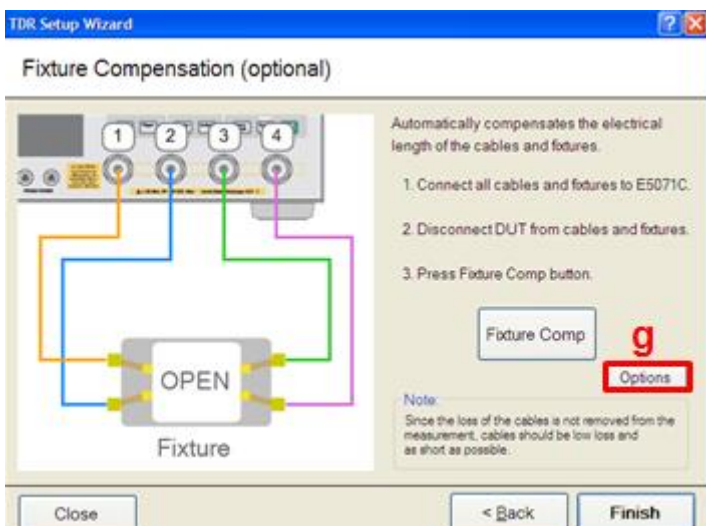 TDR Setup Wizard
Fixture Compensation (optional)
1 2 3 4
OPEN
Fixture
Automatically compensates the electrical
length of the cables and fixtures.
1. Connect all cables and fixtures to E5071C.
2. Disconnect DUT from cables and fixtures.
3. Press Fixture Comp button.
Fixture Comp
g
Options
Note:
Since the loss of the cables is not removed from the
measurement, cables should be low loss and
as short as possible.
Close
< Back
Finish